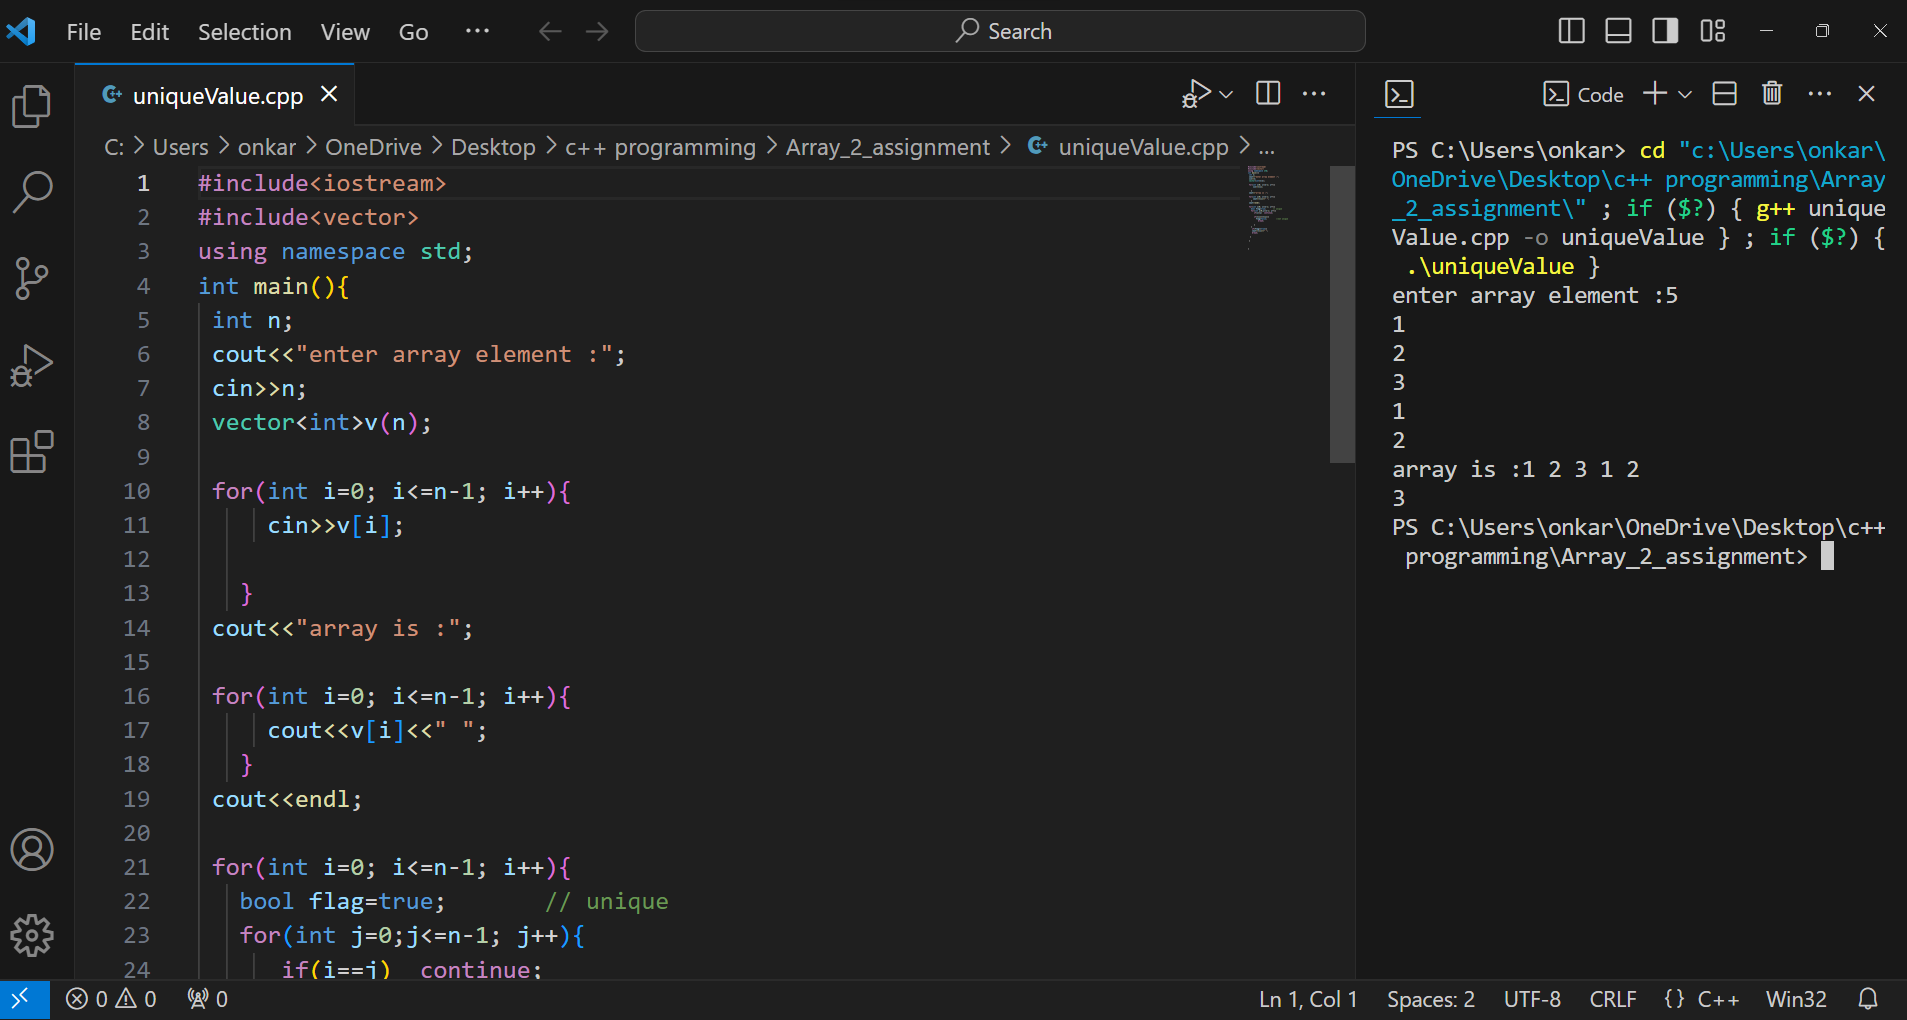 File Edit Selection View Go ··· Search
uniqueValue.cpp
C: > Users > onkar > OneDrive > Desktop > c++ programming > Array_2_assignment > uniqueValue.cpp > ...
1 #include<iostream>
2 #include<vector>
3 using namespace std;
4 int main(){
5 int n;
6 cout<<"enter array element :";
7 cin>>n;
8 vector<int>v(n);
9
10 for(int i=0; i<=n-1; i++){
11 cin>>v[i];
12
13 }
14 cout<<"array is :";
15
16 for(int i=0; i<=n-1; i++){
17 cout<<v[i]<<" ";
18 }
19 cout<<endl;
20
21 for(int i=0; i<=n-1; i++){
22 bool flag=true; // unique
23 for(int j=0;j<=n-1; j++){
24 if(i==j) continue;
Code
PS C:\Users\onkar> cd "c:\Users\onkar\
OneDrive\Desktop\c++ programming\Array
_2_assignment\" ; if ($?) { g++ unique
Value.cpp -o uniqueValue } ; if ($?) {
.\uniqueValue }
enter array element :5
1
2
3
1
2
array is :1 2 3 1 2
3
PS C:\Users\onkar\OneDrive\Desktop\c++
programming\Array_2_assignment>
0 0 0 Ln 1, Col 1 Spaces: 2 UTF-8 CRLF {} C++ Win32